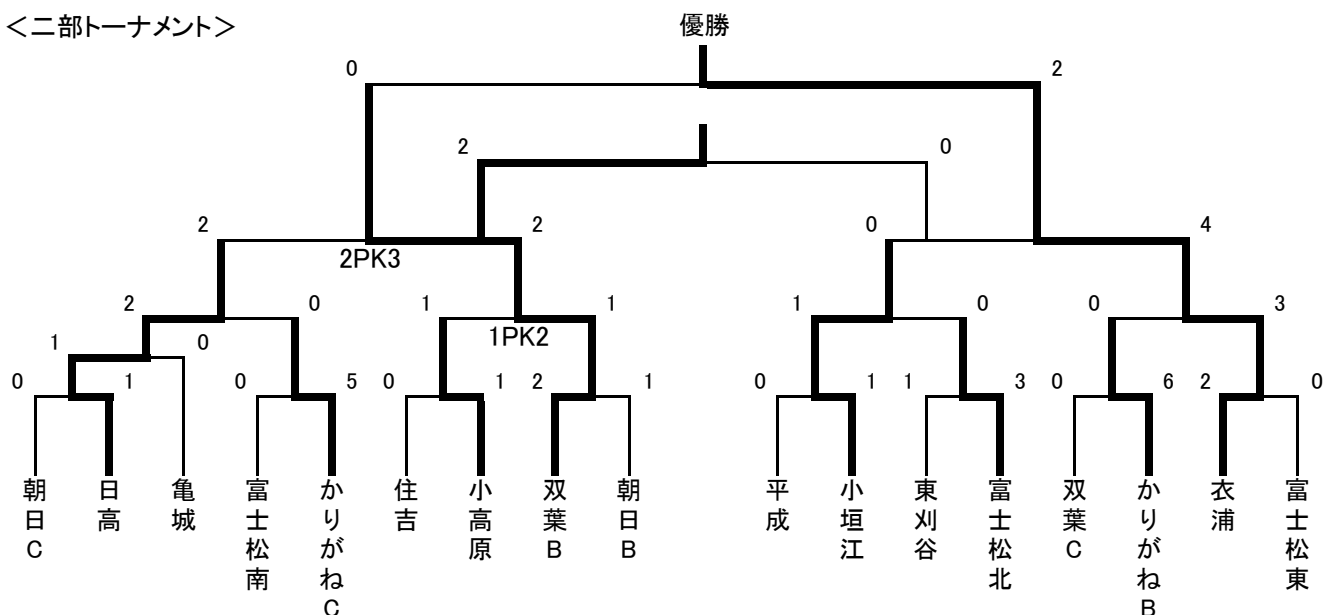 ＜二部トーナメント＞
優勝
0
2
2
0
2
2
0
4
2PK3
2
0
1
1
1
0
0
3
1PK2
1
0
0
1
0
5
0
1
2
1
0
1
1
3
0
6
2
0
朝日C
日高
亀城
富士松南
かりがねC
住吉
小高原
双葉B
朝日B
平成
小垣江
東刈谷
富士松北
双葉C
かりがねB
衣浦
富士松東